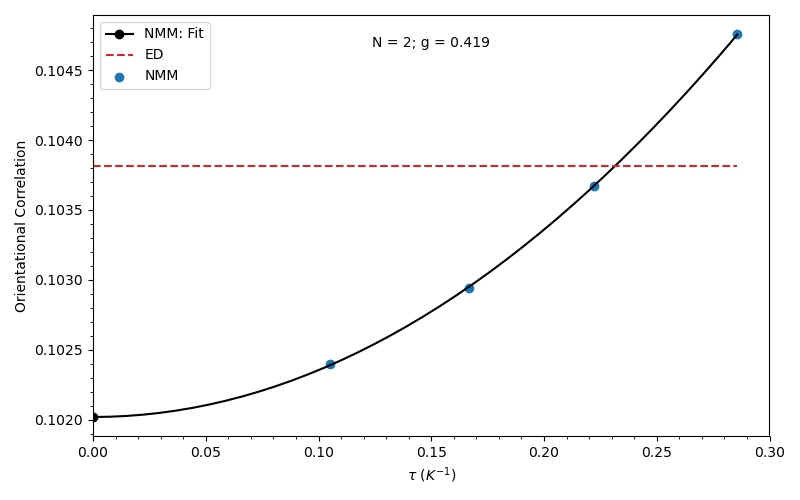 NMM: Fit
ED
NMM
N = 2; g = 0.419
Orientational Correlation
0.1045
0.1040
0.1035
0.1030
0.1025
0.1020
0.00 0.05 0.10 0.15 0.20 0.25 0.30
τ (K⁻¹)